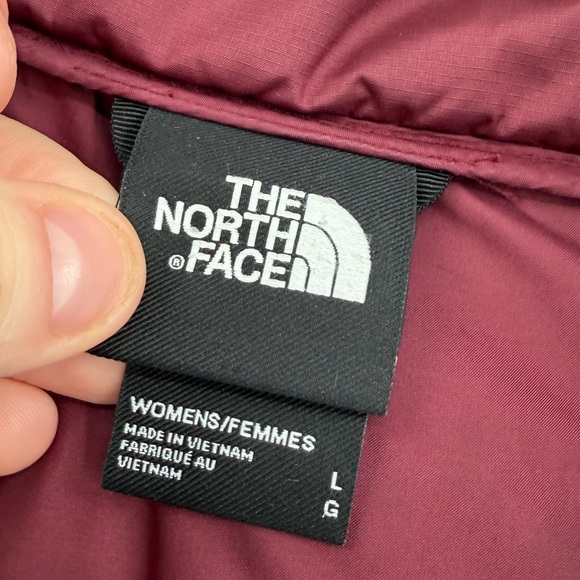 THE
NORTH
® FACE
WOMENS/FEMMES
MADE IN VIETNAM
FABRIQUÉ AU
VIETNAM
L
G